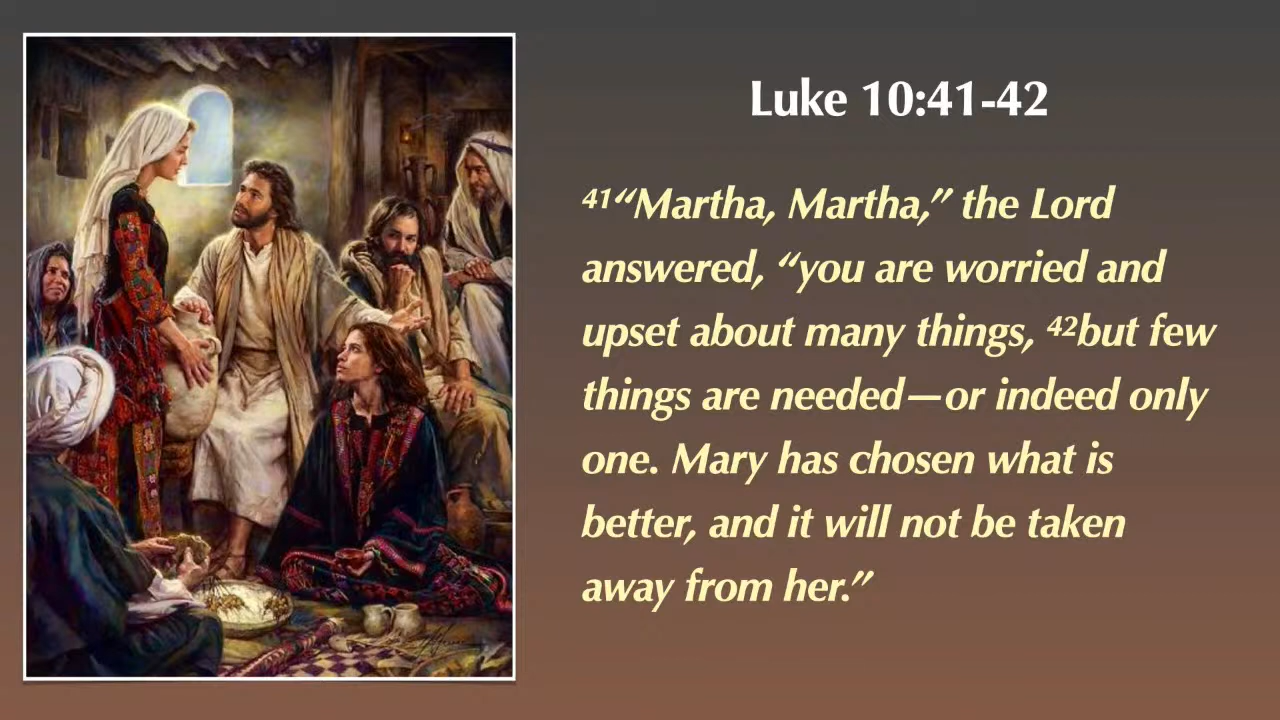 Luke 10:41-42
⁴¹“Martha, Martha,” the Lord
answered, “you are worried and
upset about many things, ⁴²but few
things are needed—or indeed only
one. Mary has chosen what is
better, and it will not be taken
away from her.”